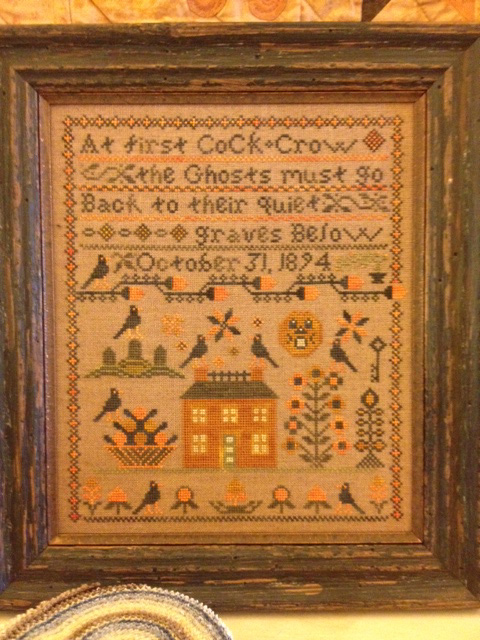 At first CoCK-Crow
the Ghosts must go
Back to their quiet
graves Below
October 31, 1894